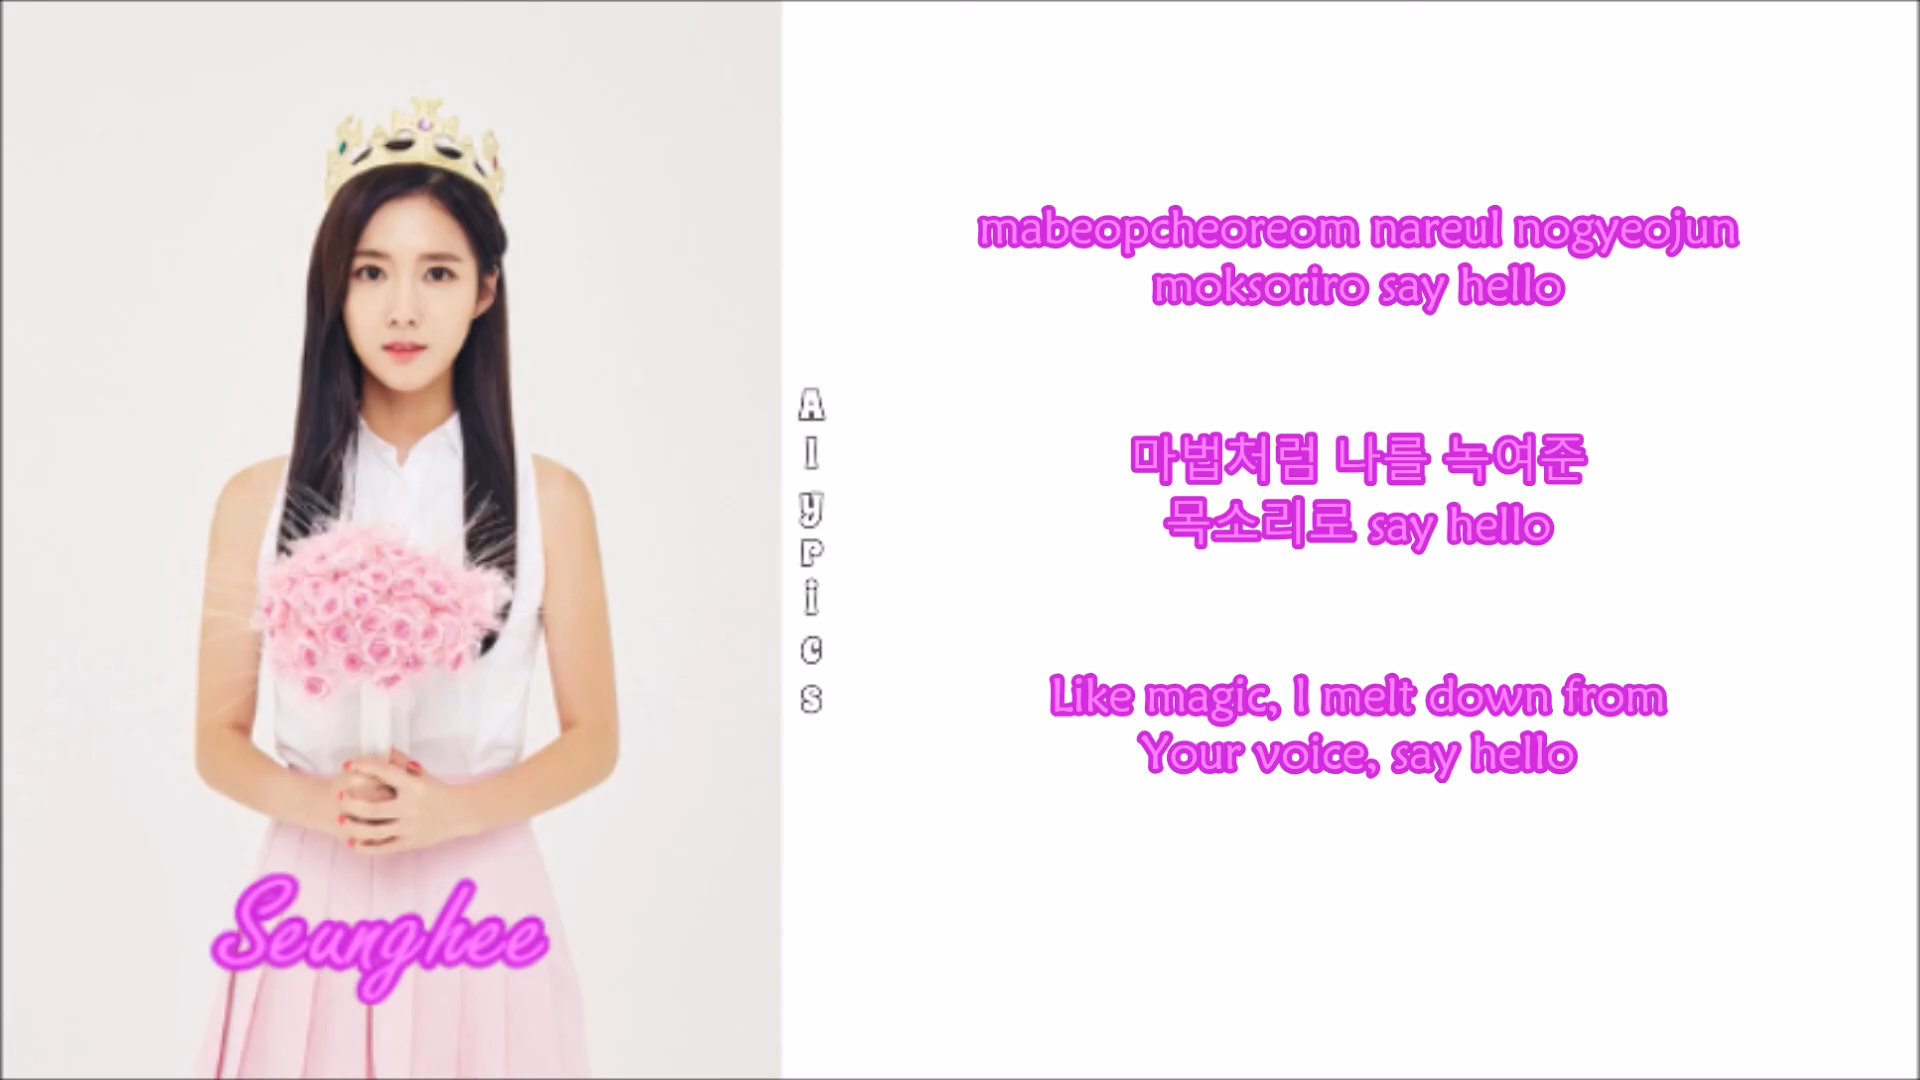 Seunghee
AlyPics
mabeopcheoreom nareul nogyeojun
moksoriro say hello
마법처럼 나를 녹여준
목소리로 say hello
Like magic, I melt down from
Your voice, say hello